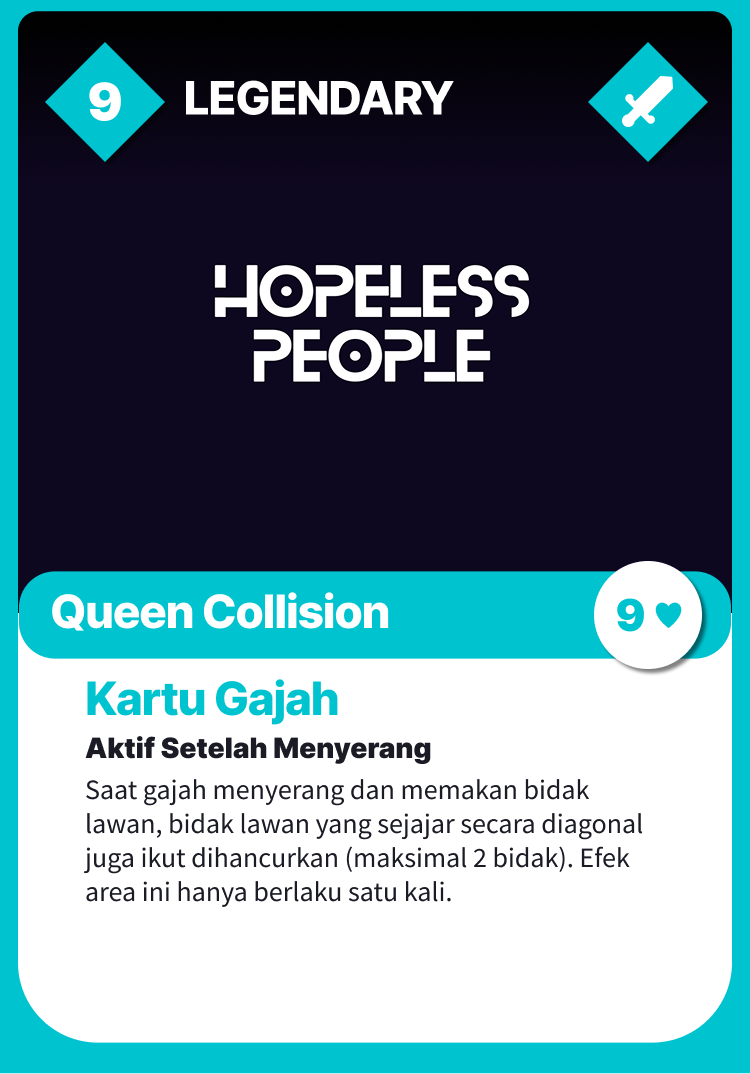 9
LEGENDARY
HOPELESS
PEOPLE
Queen Collision
9
Kartu Gajah
Aktif Setelah Menyerang
Saat gajah menyerang dan memakan bidak
lawan, bidak lawan yang sejajar secara diagonal
juga ikut dihancurkan (maksimal 2 bidak). Efek
area ini hanya berlaku satu kali.